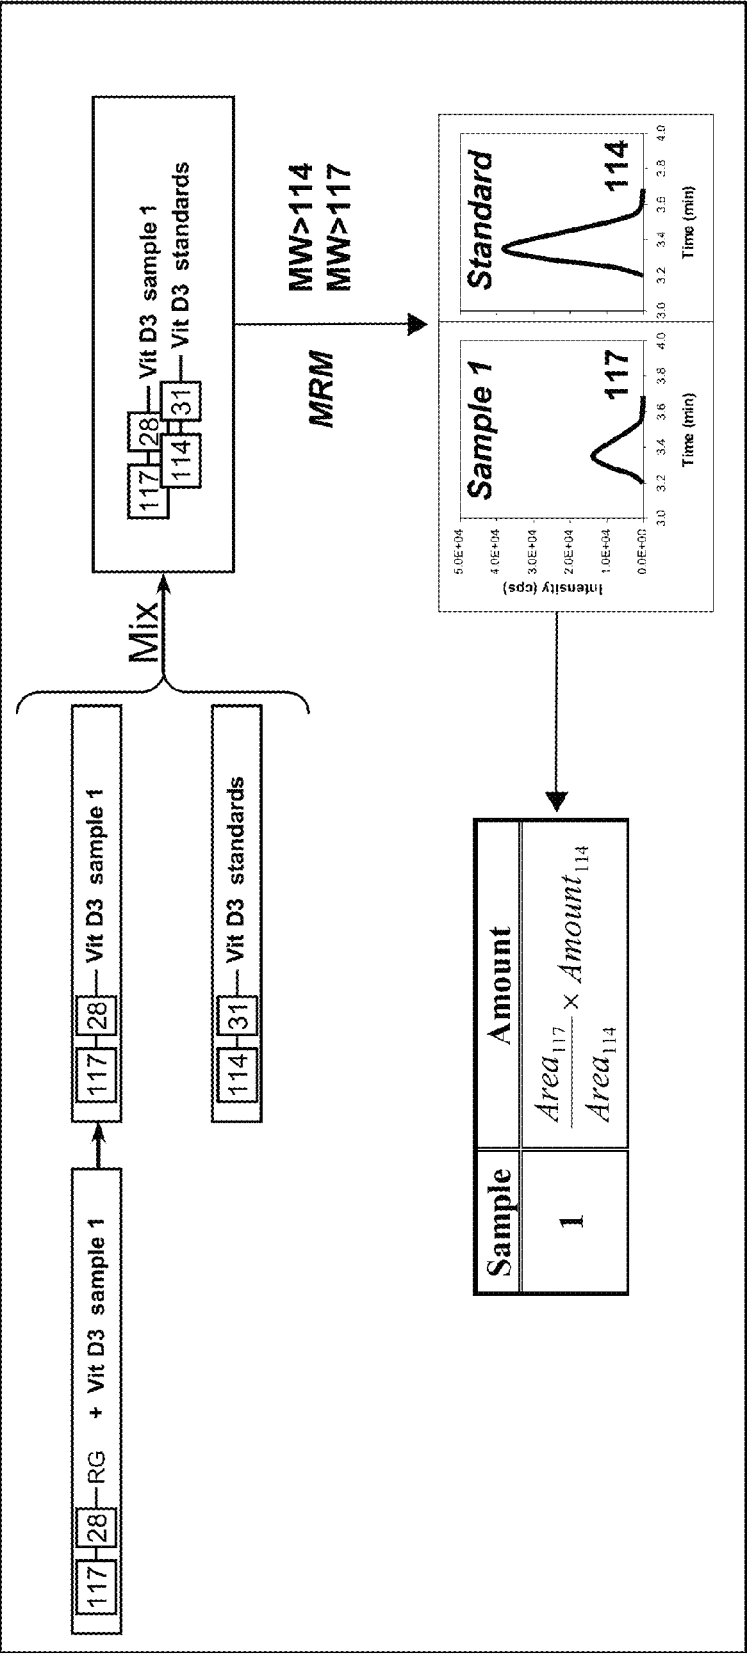 117 28 RG + Vit D3 sample 1
117 28 Vit D3 sample 1
114 31 Vit D3 standards
Mix
117 28 Vit D3 sample 1
114 31 Vit D3 standards
MRM
MW>114
MW>117
Sample 1
117
Intensity (cps)
5.0E+04
4.0E+04
3.0E+04
2.0E+04
1.0E+04
0.0E+00
3.0 3.2 3.4 3.6 3.8 4.0
Time (min)
Standard
114
3.0 3.2 3.4 3.6 3.8 4.0
Time (min)
Sample Amount
1 Area117 × Amount114
Area114